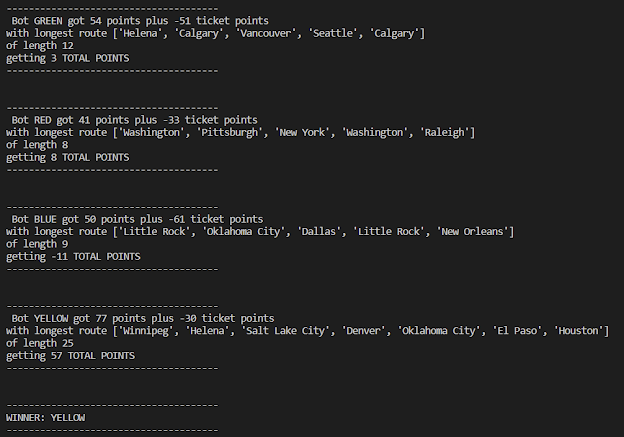 --------------------------------------
Bot GREEN got 54 points plus -51 ticket points
with longest route ['Helena', 'Calgary', 'Vancouver', 'Seattle', 'Calgary']
of length 12
getting 3 TOTAL POINTS
--------------------------------------
--------------------------------------
Bot RED got 41 points plus -33 ticket points
with longest route ['Washington', 'Pittsburgh', 'New York', 'Washington', 'Raleigh']
of length 8
getting 8 TOTAL POINTS
--------------------------------------
--------------------------------------
Bot BLUE got 50 points plus -61 ticket points
with longest route ['Little Rock', 'Oklahoma City', 'Dallas', 'Little Rock', 'New Orleans']
of length 9
getting -11 TOTAL POINTS
--------------------------------------
--------------------------------------
Bot YELLOW got 77 points plus -30 ticket points
with longest route ['Winnipeg', 'Helena', 'Salt Lake City', 'Denver', 'Oklahoma City', 'El Paso', 'Houston']
of length 25
getting 57 TOTAL POINTS
--------------------------------------
--------------------------------------
WINNER: YELLOW
--------------------------------------